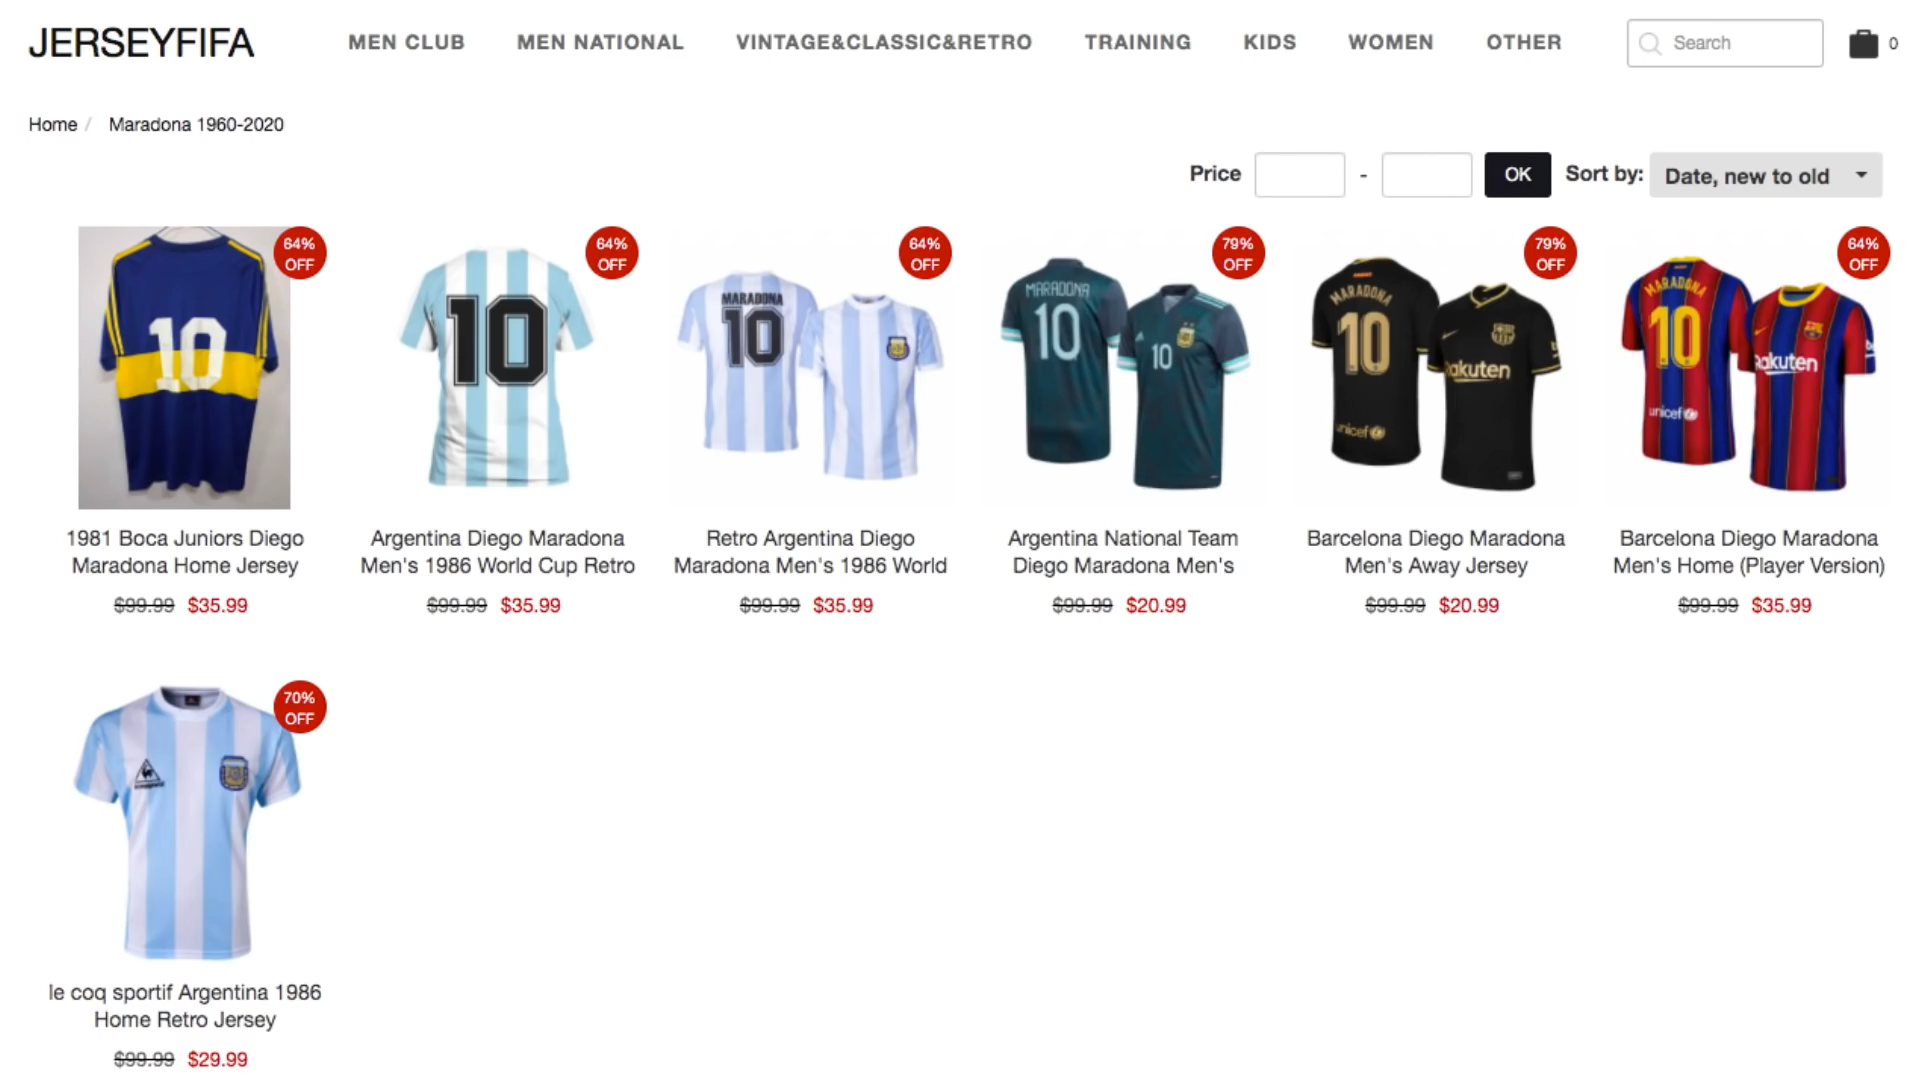 JERSEYFIFA
MEN CLUB MEN NATIONAL VINTAGE&CLASSIC&RETRO TRAINING KIDS WOMEN OTHER
Search
0
Home / Maradona 1960-2020
Price - OK Sort by: Date, new to old
64% OFF
10
64% OFF
10
64% OFF
MARADONA
10
79% OFF
MARADONA
10
10
79% OFF
MARADONA
10
unicef
Rakuten
64% OFF
MARADONA
10
unicef
Rakuten
1981 Boca Juniors Diego
Maradona Home Jersey
$99.99 $35.99
Argentina Diego Maradona
Men's 1986 World Cup Retro
$99.99 $35.99
Retro Argentina Diego
Maradona Men's 1986 World
$99.99 $35.99
Argentina National Team
Diego Maradona Men's
$99.99 $20.99
Barcelona Diego Maradona
Men's Away Jersey
$99.99 $20.99
Barcelona Diego Maradona
Men's Home (Player Version)
$99.99 $35.99
70% OFF
le coq sportif Argentina 1986
Home Retro Jersey
$99.99 $29.99